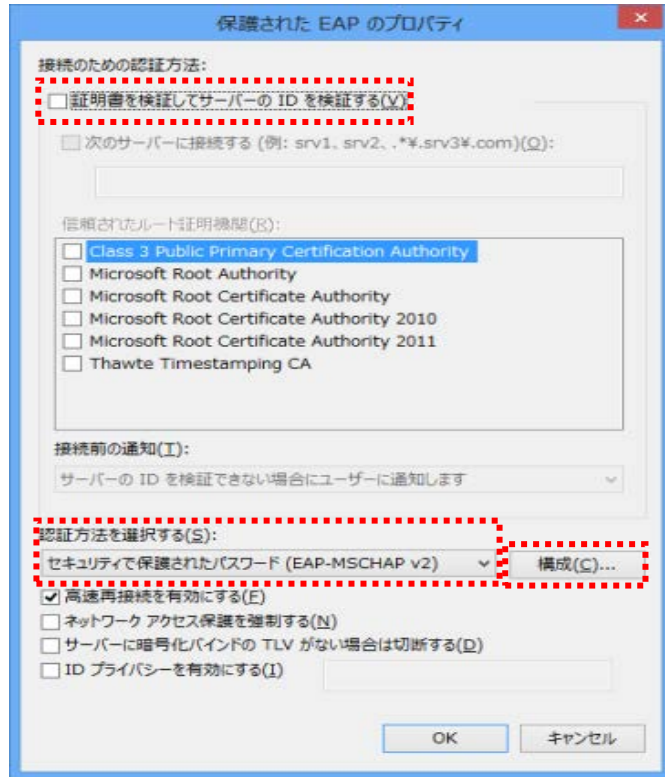 保護された EAP のプロパティ
×
接続のための認証方法:
証明書を検証してサーバーの ID を検証する(V)
次のサーバーに接続する (例: srv1、srv2、.*¥.srv3¥.com)(O):
信頼されたルート証明機関(R):
Class 3 Public Primary Certification Authority
Microsoft Root Authority
Microsoft Root Certificate Authority
Microsoft Root Certificate Authority 2010
Microsoft Root Certificate Authority 2011
Thawte Timestamping CA
接続前の通知(T):
サーバーの ID を検証できない場合にユーザーに通知します
認証方法を選択する(S):
セキュリティで保護されたパスワード (EAP-MSCHAP v2) 構成(C)...
高速再接続を有効にする(F)
ネットワーク アクセス保護を強制する(N)
サーバーに暗号化バインドの TLV がない場合は切断する(D)
ID プライバシーを有効にする(I)
OK キャンセル